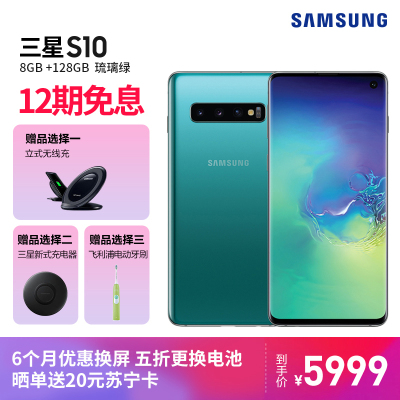 SAMSUNG
三星S10
8GB +128GB 琉璃绿
12期免息
赠品选择一
立式无线充
赠品选择二
三星新式充电器
赠品选择三
飞利浦电动牙刷
SAMSUNG
6个月优惠换屏 五折更换电池
晒单送20元苏宁卡
到手价
¥5999